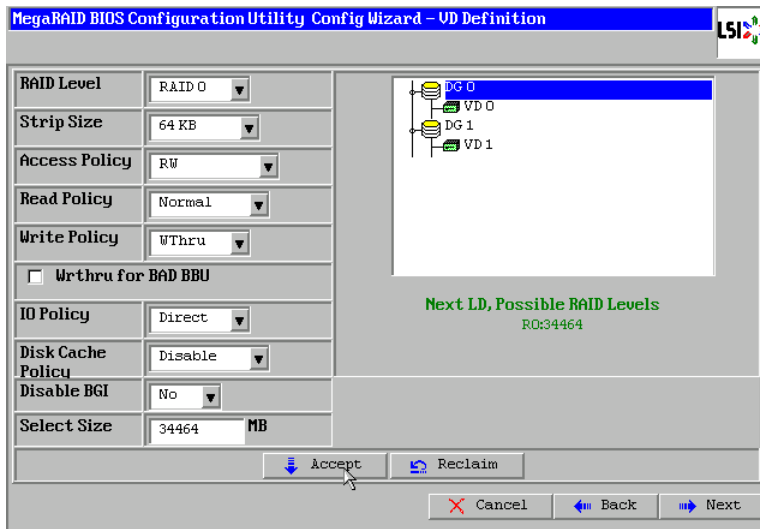 MegaRAID BIOS Configuration Utility Config Wizard - VD Definition
LSI
RAID Level
RAID 0
Strip Size
64 KB
Access Policy
RW
Read Policy
Normal
Write Policy
WThru
Wrthru for BAD BBU
IO Policy
Direct
Disk Cache
Policy
Disable
Disable BGI
No
Select Size
34464
MB
DG 0
VD 0
DG 1
VD 1
Next LD, Possible RAID Levels
R0:34464
Accept
Reclaim
Cancel
Back
Next